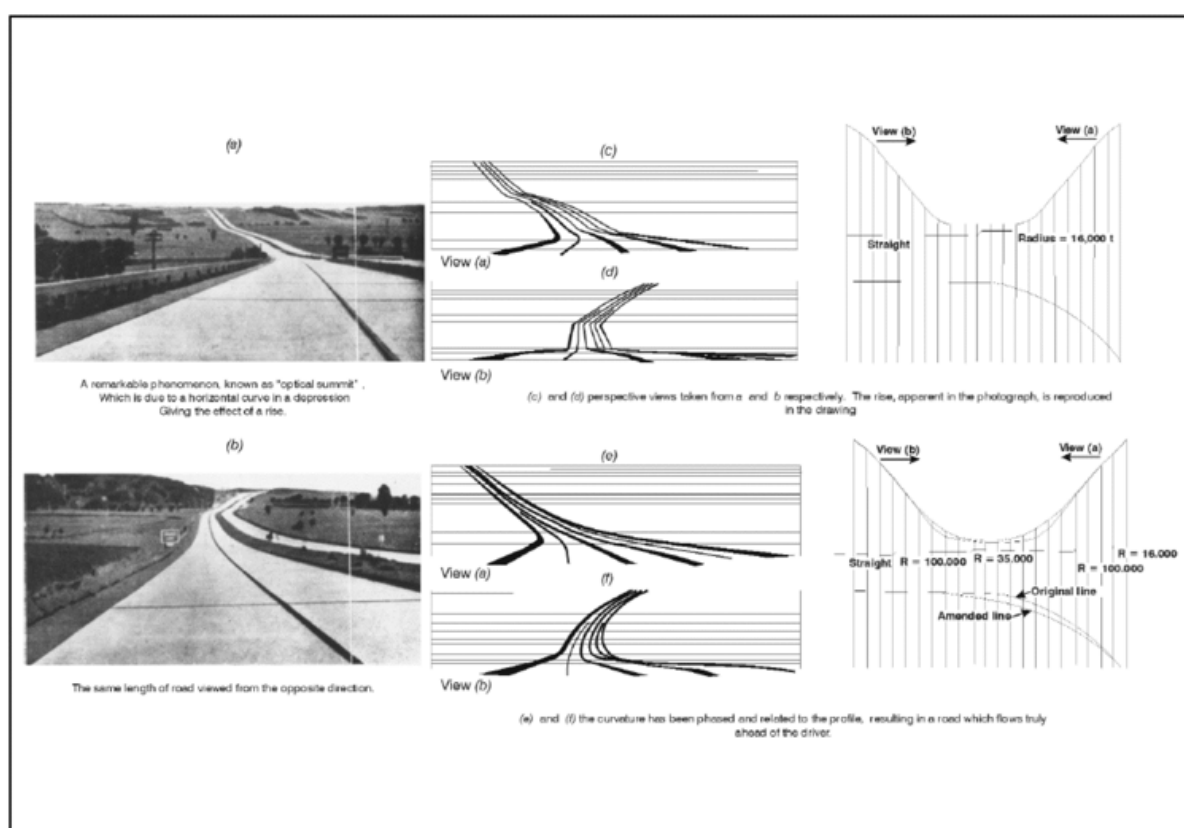 (a)
A remarkable phenomenon, known as "optical summit" .
Which is due to a horizontal curve in a depression
Giving the effect of a rise.
(b)
The same length of road viewed from the opposite direction.
(c)
View (a)
(d)
View (b)
View (b)
View (a)
Straight
Radius = 16,000 t
(c) and (d) perspective views taken from a and b respectively. The rise, apparent in the photograph, is reproduced
in the drawing
(e)
View (a)
(f)
View (b)
View (b)
View (a)
Straight
R = 100.000
R = 35.000
R = 16.000
R = 100.000
Original line
Amended line
(e) and (f) the curvature has been phased and related to the profile, resulting in a road which flows truly
ahead of the driver.